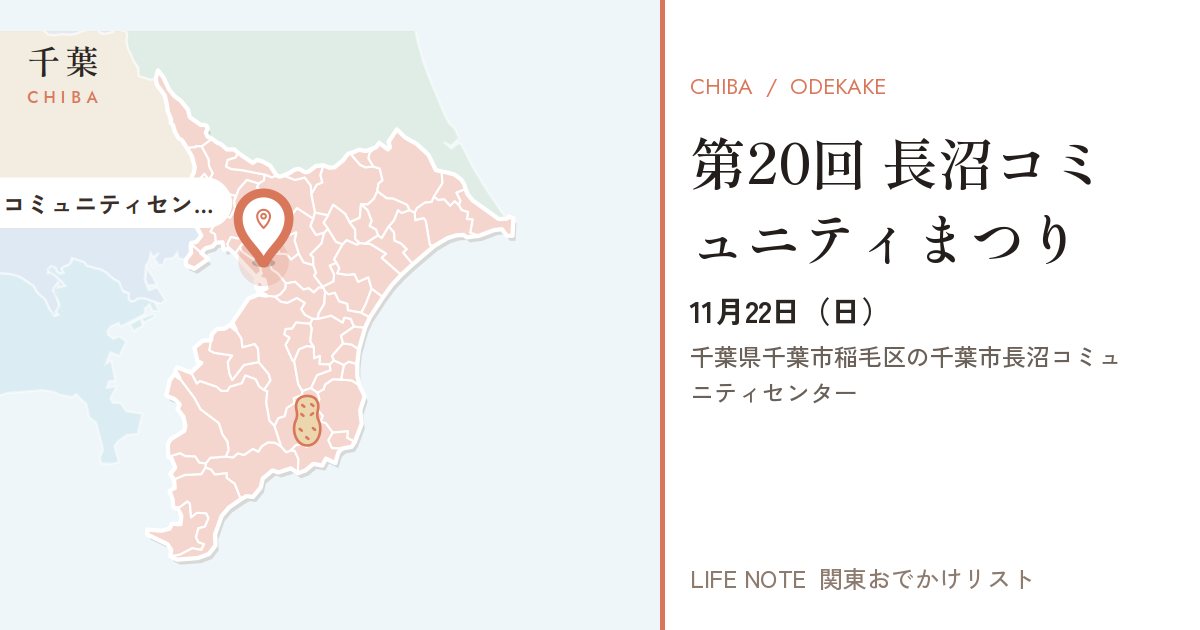 千葉
CHIBA
コミュニティセン...
CHIBA / ODEKAKE
第20回 長沼コミ
ュニティまつり
11月22日（日）
千葉県千葉市稲毛区の千葉市長沼コミュ
ニティセンター
LIFE NOTE 関東おでかけリスト